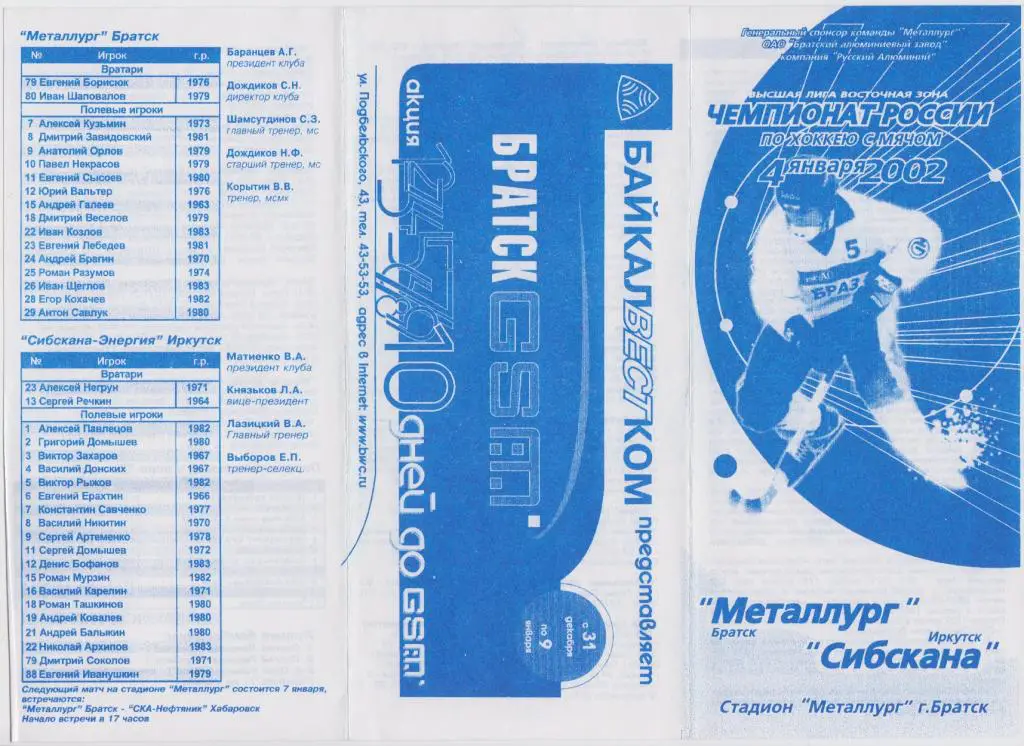 "Металлург" Братск
№ Игрок г.р.
Вратари
79 Евгений Борисюк 1976
80 Иван Шаповалов 1979
Полевые игроки
7 Алексей Кузьмин 1973
8 Дмитрий Завидовский 1981
9 Анатолий Орлов 1979
10 Павел Некрасов 1979
11 Евгений Сысоев 1980
12 Юрий Вальтер 1976
15 Андрей Галеев 1963
18 Дмитрий Веселов 1979
22 Иван Козлов 1983
23 Евгений Лебедев 1981
24 Андрей Брагин 1970
25 Роман Разумов 1974
26 Иван Щеглов 1983
28 Егор Кохачев 1982
29 Антон Савлук 1980
Баранцев А.Г.
президент клуба
Дождиков С.Н.
директор клуба
Шамсутдинов С.З.
главный тренер, мс
Дождиков Н.Ф.
старший тренер, мс
Корытин В.В.
тренер, мсмк
"Сибскана-Энергия" Иркутск
№ Игрок г.р.
Вратари
23 Алексей Негрун 1971
13 Сергей Речкин 1964
Полевые игроки
1 Алексей Павлецов 1982
2 Григорий Домышев 1980
3 Виктор Захаров 1967
4 Василий Донских 1967
5 Виктор Рыжов 1982
6 Евгений Ерахтин 1966
7 Константин Савченко 1977
8 Василий Никитин 1970
9 Сергей Артеменко 1978
11 Сергей Домышев 1972
12 Денис Бофанов 1983
15 Роман Мурзин 1982
16 Василий Карелин 1971
18 Роман Ташкинов 1980
19 Андрей Ковалев 1980
21 Андрей Балыкин 1980
22 Николай Архипов 1983
79 Дмитрий Соколов 1971
88 Евгений Иванушкин 1979
Матиенко В.А.
президент клуба
Князьков Л.А.
вице-президент
Лазицкий В.А.
Главный тренер
Выборов Е.П.
тренер-селекц.
Следующий матч на стадионе "Металлург" состоится 7 января,
встречаются:
"Металлург" Братск - "СКА-Нефтяник" Хабаровск
Начало встречи в 17 часов
БАЙКАЛВЕСТКОМ представляет
БРАТСК GSM
с 31
декабря
по 9
января
акция
10 дней до GSM
ул. Подбельского, 43, тел. 43-53-53, адрес в Internet: www.bwc.ru
Генеральный спонсор команды "Металлург"
ОАО "Братский алюминиевый завод"
компания "Русский Алюминий"
ВЫСШАЯ ЛИГА ВОСТОЧНАЯ ЗОНА
ЧЕМПИОНАТ РОССИИ
ПО ХОККЕЮ С МЯЧОМ
4 января 2002
5
БРАЗ
"Металлург"
Братск
Иркутск
"Сибскана"
Стадион "Металлург" г.Братск